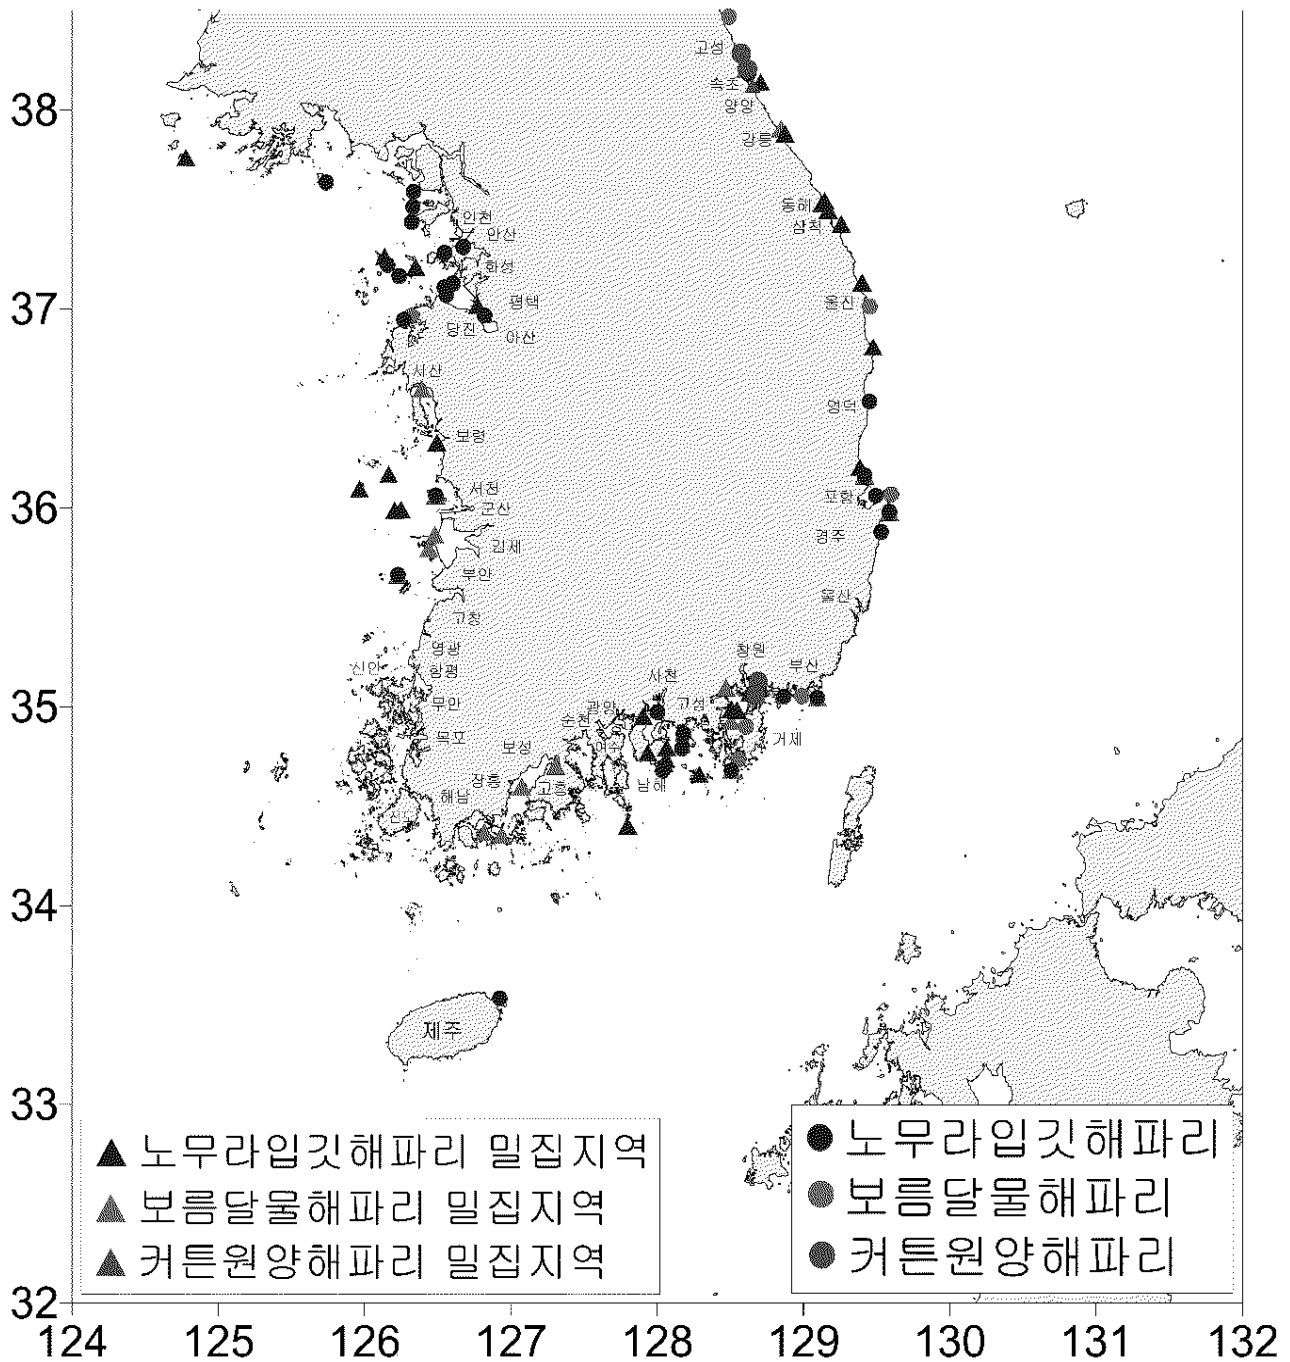 고성
속초
양양
강릉
38
인천
안산
화성
동해
삼척
37
평택
당진
아산
울진
서산
영덕
보령
36
서천
군산
포항
김제
경주
부안
고창
울산
영광
함평
신안
창원
부산
사천
35
무안
광양
고성
순천
목포
보성
여수
거제
장흥
고흥
남해
해남
34
제주
33
▲ 노무라입깃해파리 밀집지역
▲ 보름달물해파리 밀집지역
▲ 커튼원양해파리 밀집지역
● 노무라입깃해파리
● 보름달물해파리
● 커튼원양해파리
32
124 125 126 127 128 129 130 131 132